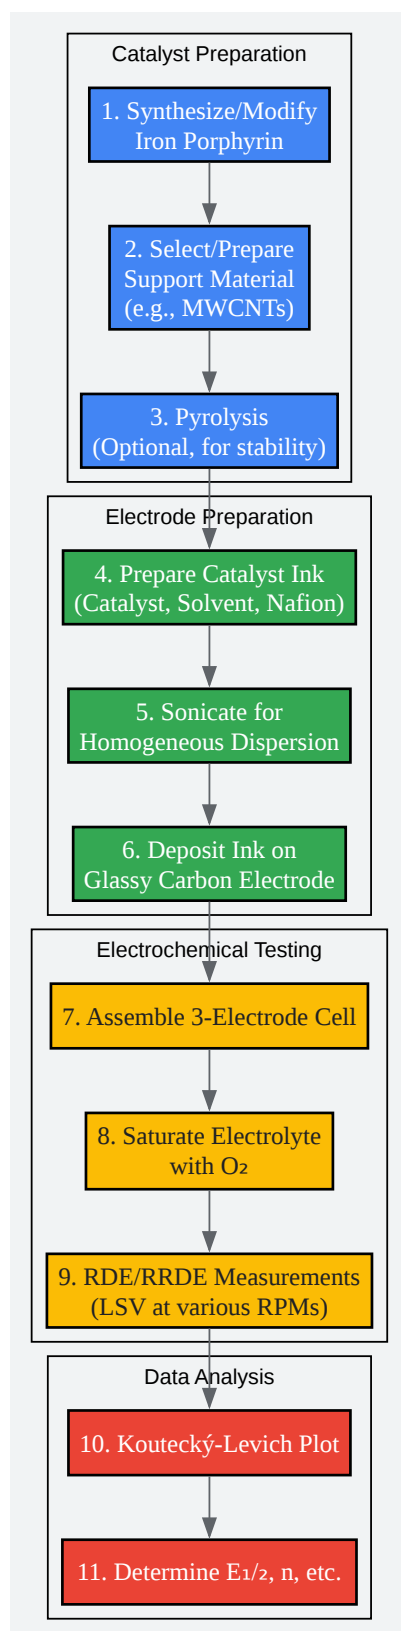 Catalyst Preparation
1. Synthesize/Modify
Iron Porphyrin
2. Select/Prepare
Support Material
(e.g., MWCNTs)
3. Pyrolysis
(Optional, for stability)
Electrode Preparation
4. Prepare Catalyst Ink
(Catalyst, Solvent, Nafion)
5. Sonicate for
Homogeneous Dispersion
6. Deposit Ink on
Glassy Carbon Electrode
Electrochemical Testing
7. Assemble 3-Electrode Cell
8. Saturate Electrolyte
with O₂
9. RDE/RRDE Measurements
(LSV at various RPMs)
Data Analysis
10. Koutecký-Levich Plot
11. Determine E₁/₂, n, etc.